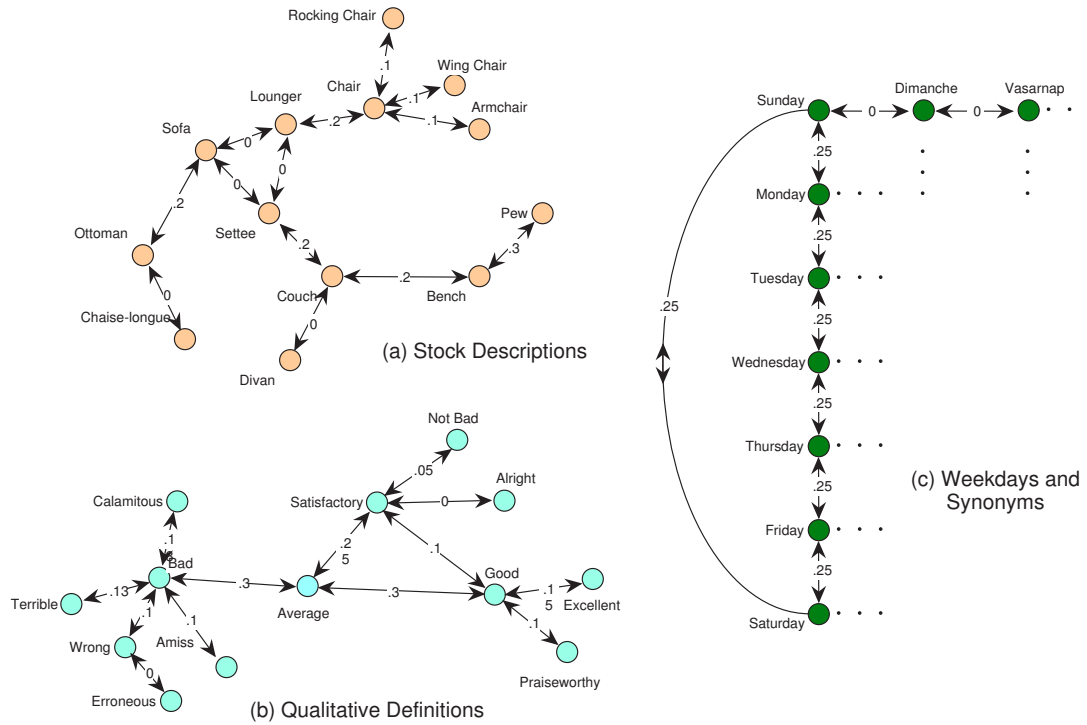 Rocking Chair
.1
Wing Chair
Chair
.1
Lounger
Armchair
.1
.2
Sofa
0
0
0
.2
Ottoman
Settee
.2
Pew
.3
0
Couch
.2
Bench
Chaise-longue
0
Divan
(a) Stock Descriptions
Not Bad
.05
Alright
Satisfactory
0
Calamitous
.1
.2
5
.1
Bad
Good
.1
5
Excellent
.3
.3
Terrible
.13
Average
.1
.1
.1
Wrong
Amiss
0
Praiseworthy
Erroneous
(b) Qualitative Definitions
Sunday
Dimanche
Vasarnap
0
0
.25
Monday
.25
Tuesday
.25
.25
Wednesday
.25
Thursday
.25
(c) Weekdays and
Synonyms
Friday
.25
Saturday